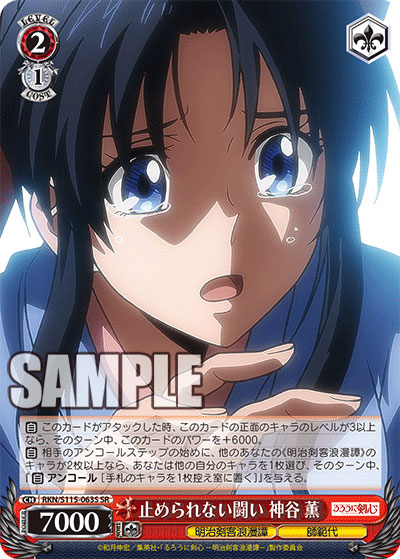 LEVEL
2
1
COST
SAMPLE
自 このカードがアタックした時、このカードの正面のキャラのレベルが3以上
なら、そのターン中、このカードのパワーを+6000。
自 相手のアンコールステップの始めに、他のあなたの《明治剣客浪漫譚》の
キャラが2枚以上なら、あなたは他の自分のキャラを1枚選び、そのターン中、
『自【アンコール】[手札のキャラを1枚控え室に置く]』を与える。
CH RKN/S115-063S SR
POWER 7000 止められない闘い 神谷 薫 るろうに剣心
明治剣客浪漫譚 師範代
©和月伸宏/集英社・「るろうに剣心 −明治剣客浪漫譚−」製作委員会